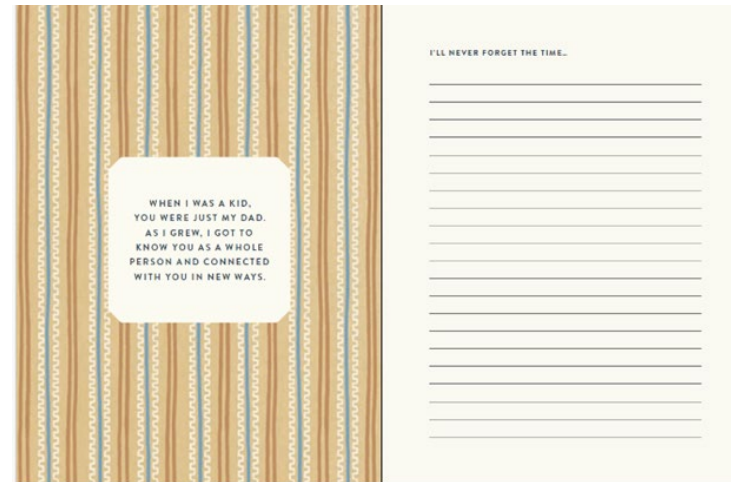 WHEN I WAS A KID,
YOU WERE JUST MY DAD.
AS I GREW, I GOT TO
KNOW YOU AS A WHOLE
PERSON AND CONNECTED
WITH YOU IN NEW WAYS.
I'LL NEVER FORGET THE TIME...